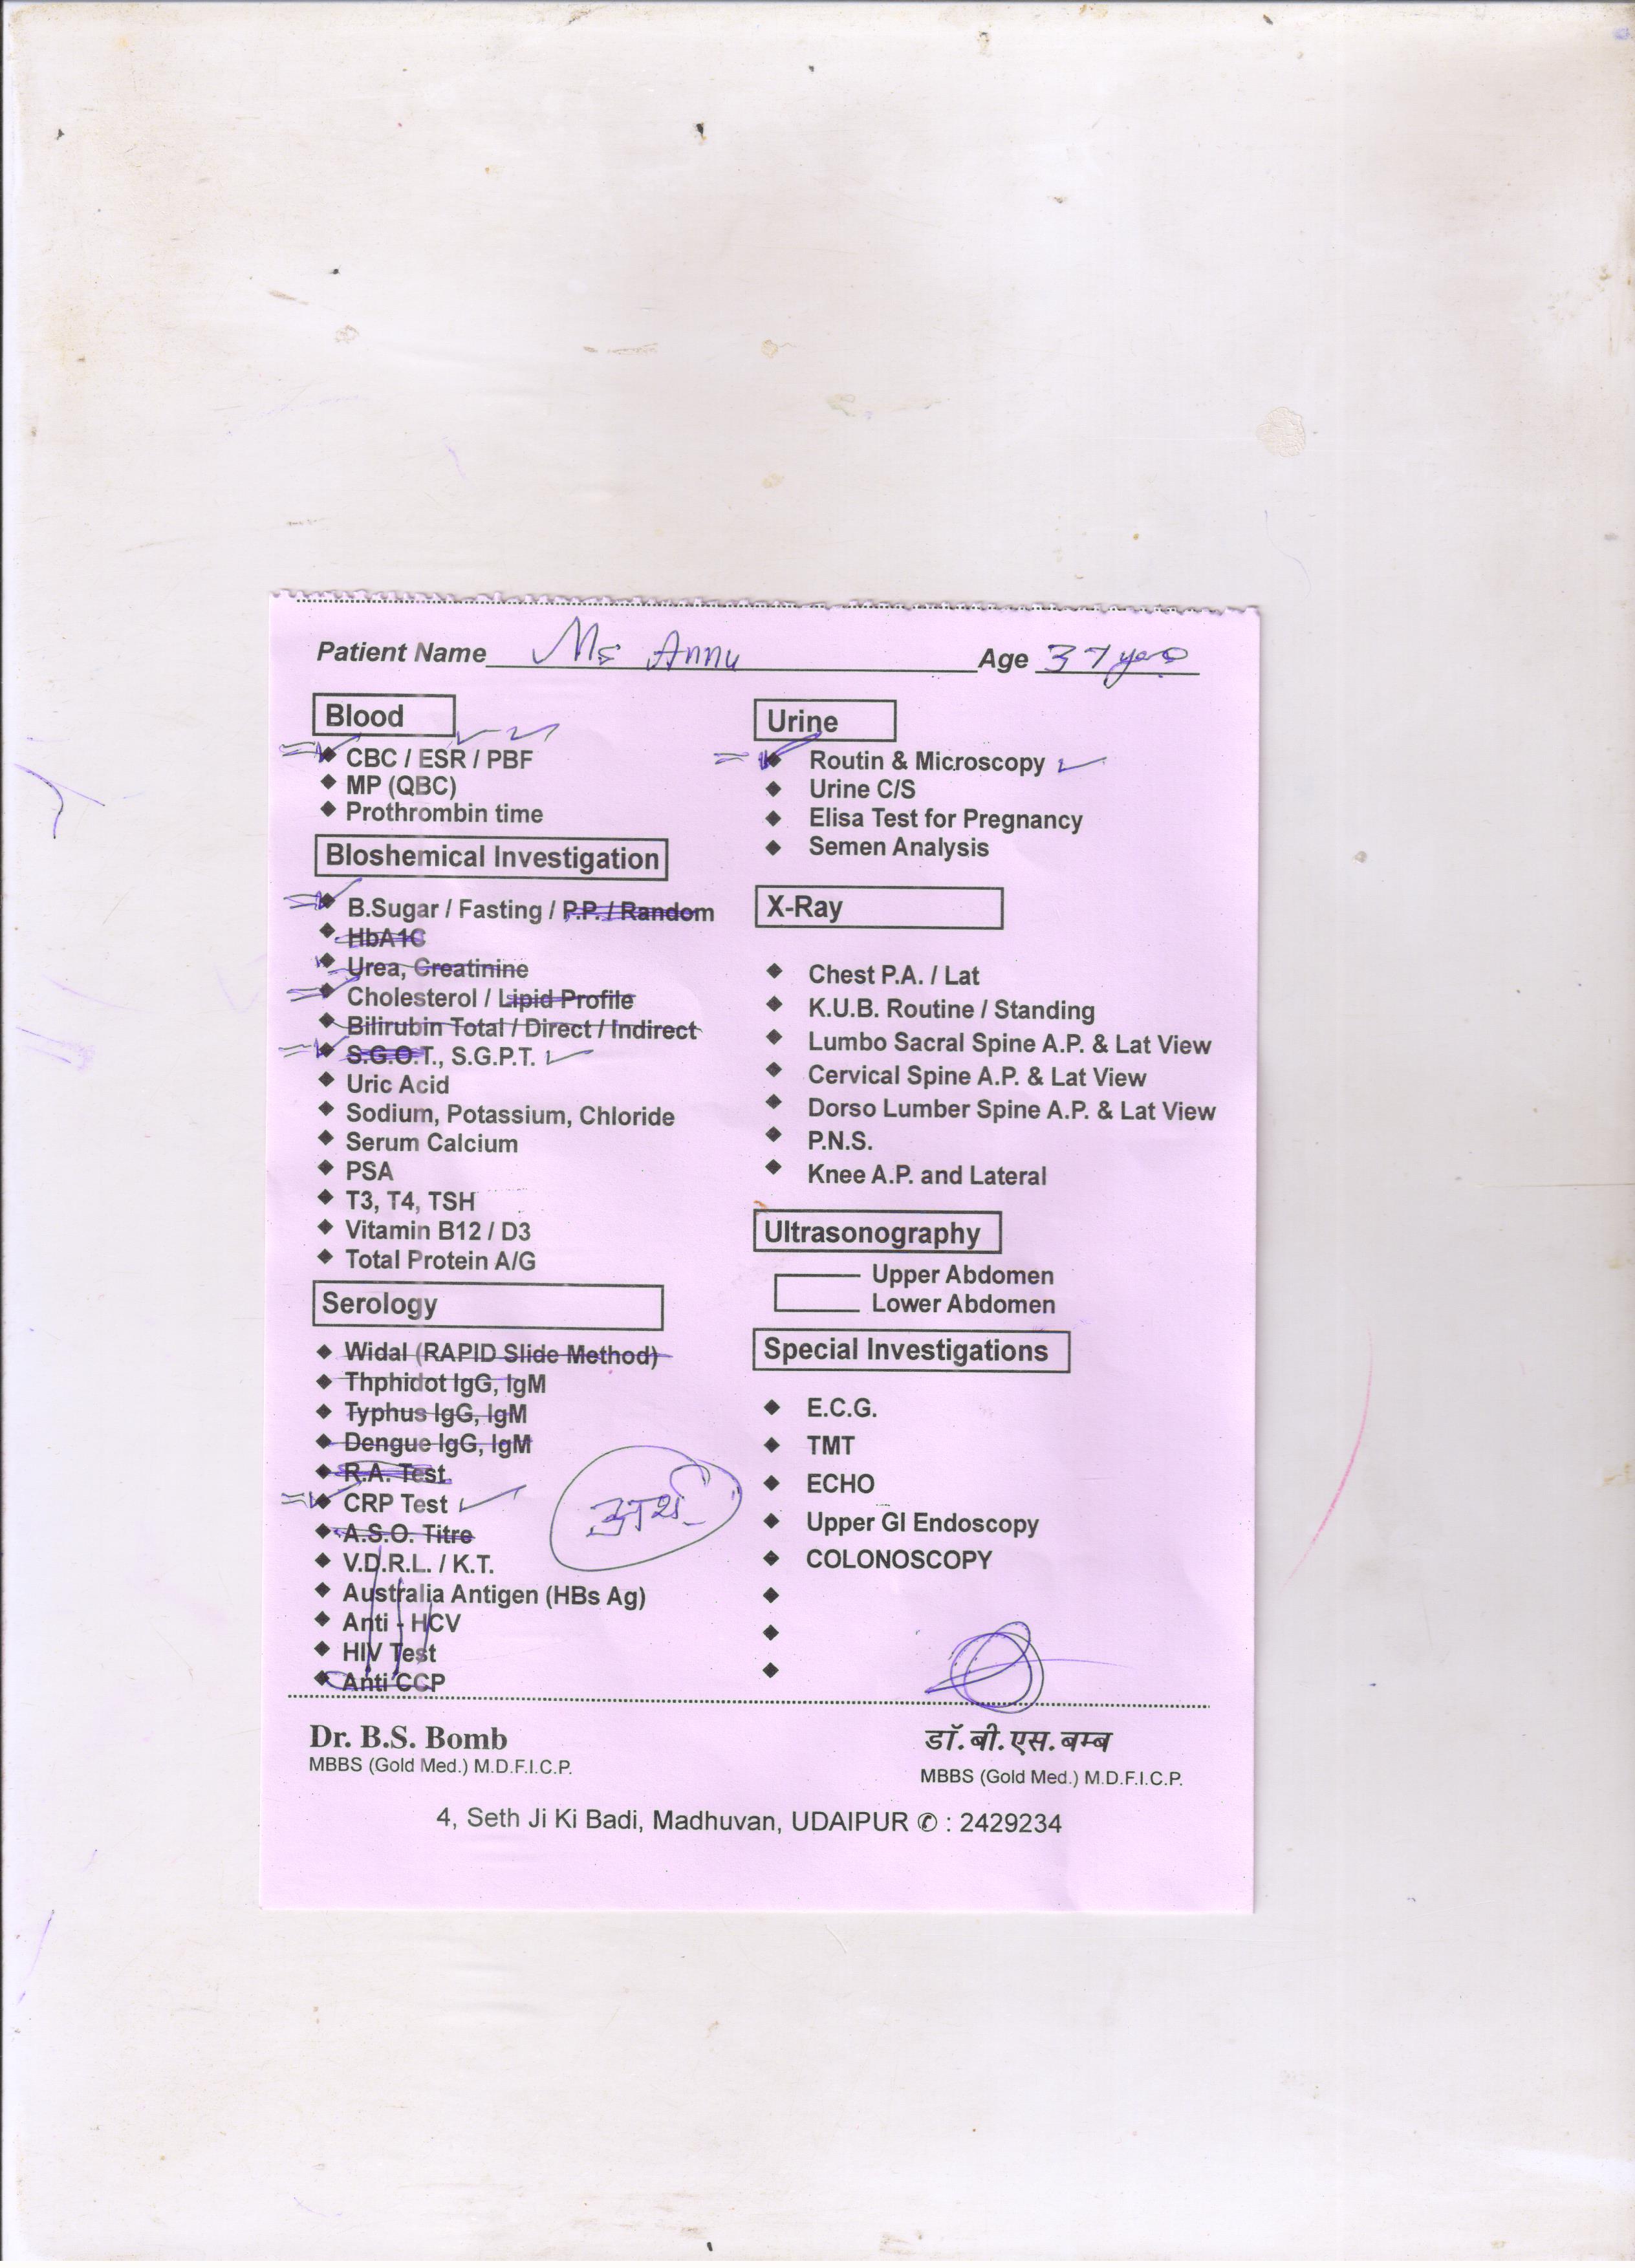 Patient Name Ms Annu Age 37 years
Blood
CBC / ESR / PBF
MP (QBC)
Prothrombin time
Bloshemical Investigation
B.Sugar / Fasting / P.P. / Random
HbA1C
Urea, Creatinine
Cholesterol / Lipid Profile
Bilirubin Total / Direct / Indirect
S.G.O.T., S.G.P.T.
Uric Acid
Sodium, Potassium, Chloride
Serum Calcium
PSA
T3, T4, TSH
Vitamin B12 / D3
Total Protein A/G
Serology
Widal (RAPID Slide Method)
Thphidot IgG, IgM
Typhus IgG, IgM
Dengue IgG, IgM
R.A. Test
CRP Test
A.S.O. Titre
V.D.R.L. / K.T.
Australia Antigen (HBs Ag)
Anti - HCV
HIV Test
Anti CCP
Urine
Routin & Microscopy
Urine C/S
Elisa Test for Pregnancy
Semen Analysis
X-Ray
Chest P.A. / Lat
K.U.B. Routine / Standing
Lumbo Sacral Spine A.P. & Lat View
Cervical Spine A.P. & Lat View
Dorso Lumber Spine A.P. & Lat View
P.N.S.
Knee A.P. and Lateral
Ultrasonography
Upper Abdomen
Lower Abdomen
Special Investigations
E.C.G.
TMT
ECHO
Upper GI Endoscopy
COLONOSCOPY
Dr. B.S. Bomb
MBBS (Gold Med.) M.D.F.I.C.P.
डॉ. बी. एस. बम्ब
MBBS (Gold Med.) M.D.F.I.C.P.
4, Seth Ji Ki Badi, Madhuvan, UDAIPUR ✆ : 2429234